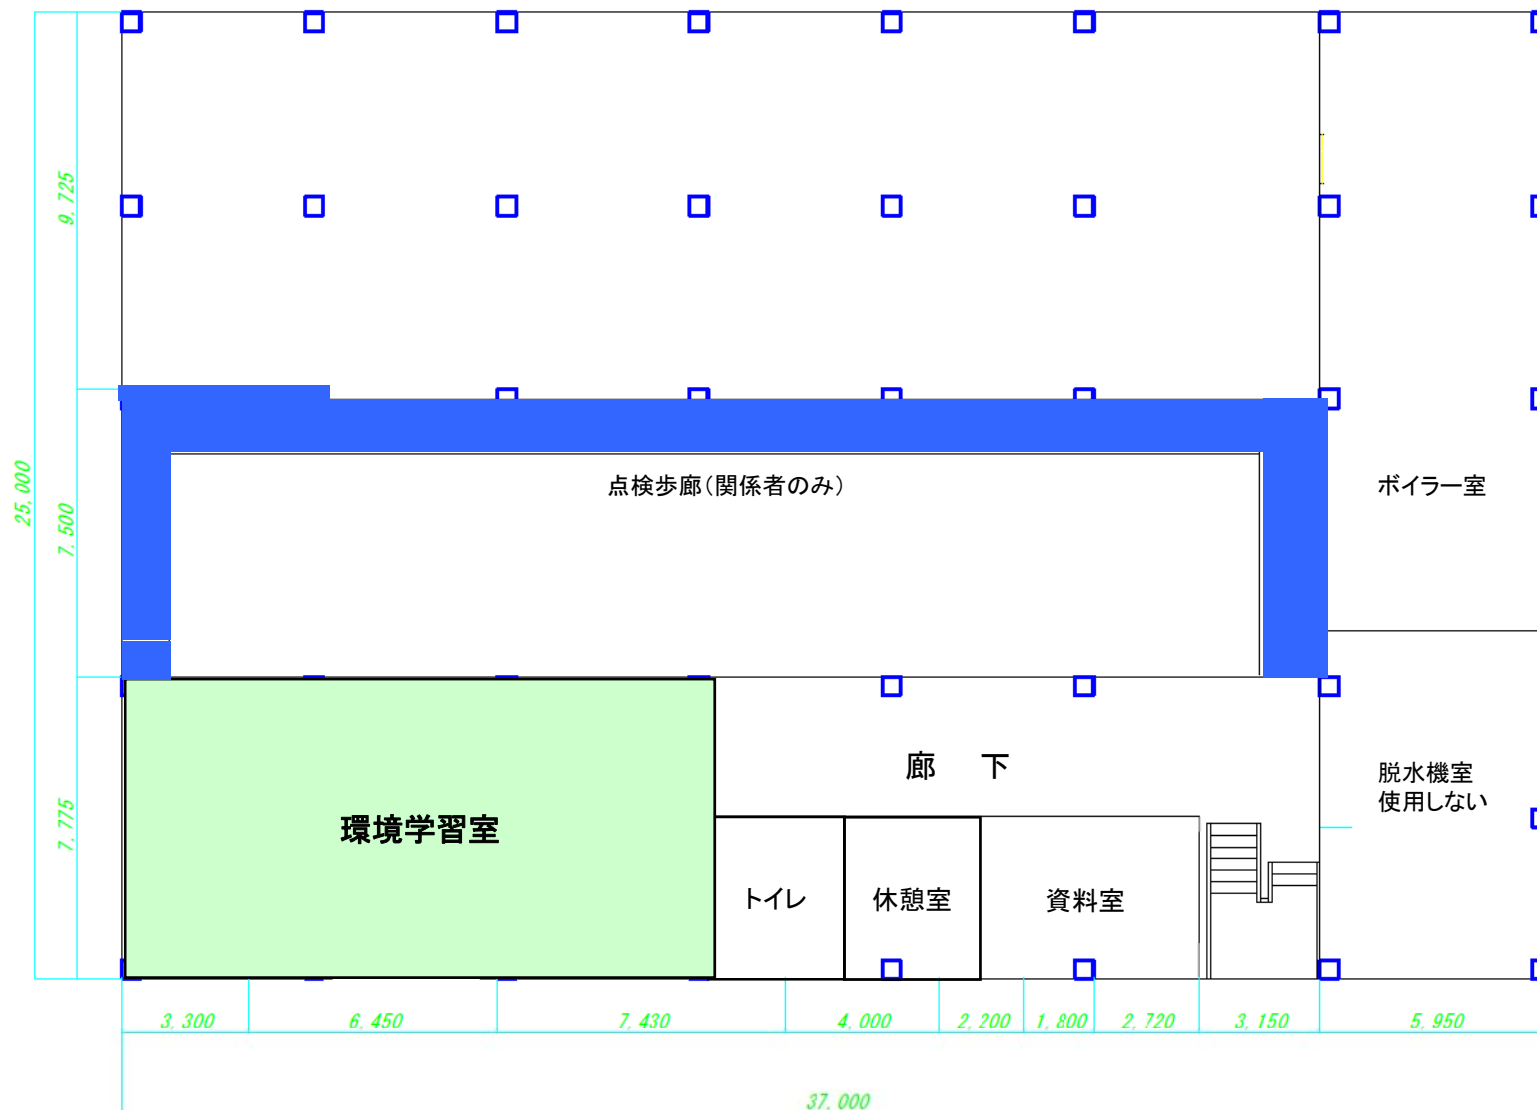 9,725
25,000
7,500
点検歩廊(関係者のみ)
ボイラー室
7,775
環境学習室
廊 下
脱水機室
使用しない
トイレ
休憩室
資料室
3,300
6,450
7,430
4,000
2,200
1,800
2,720
3,150
5,950
37,000